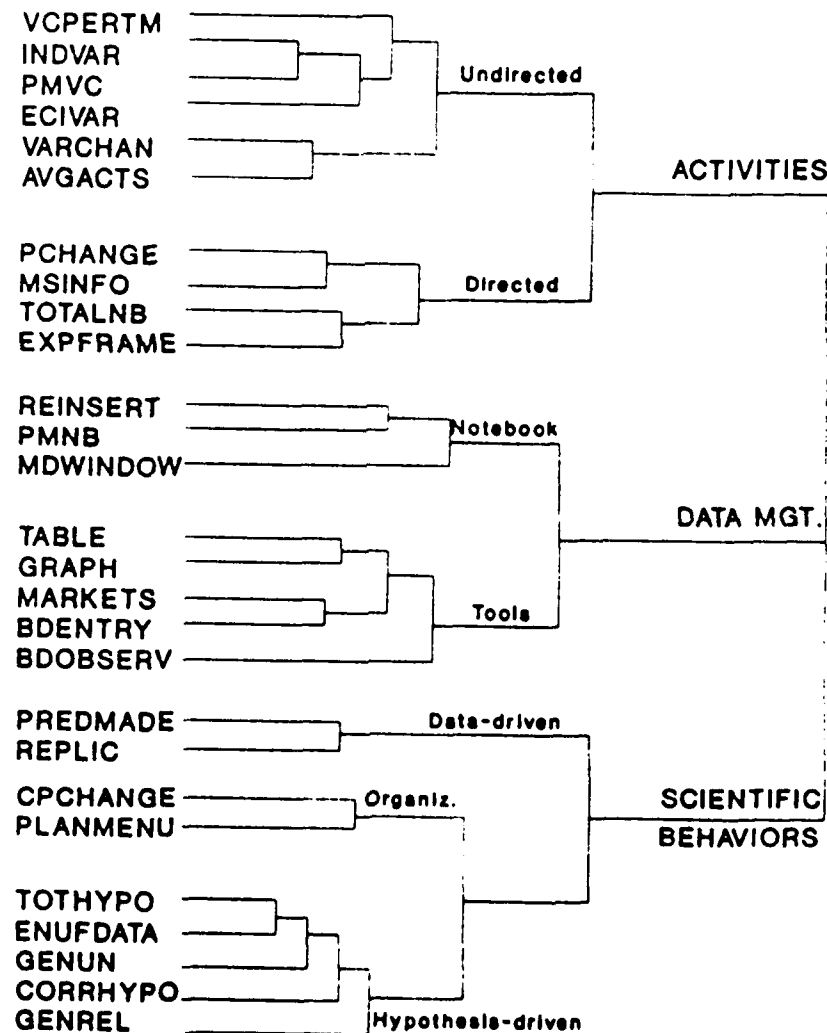 VCPERTM
INDVAR
PMVC
ECIVAR
VARCHAN
AVGACTS
Undirected
ACTIVITIES
PCHANGE
MSINFO
TOTALNB
EXPFRAME
Directed
REINSERT
PMNB
MDWINDOW
Notebook
DATA MGT.
TABLE
GRAPH
MARKETS
BDENTRY
BDOBSERV
Tools
PREDMADE
REPLIC
Data-driven
CPCHANGE
PLANMENU
Organiz.
SCIENTIFIC
BEHAVIORS
TOTHYPO
ENUFDATA
GENUN
CORRHYPO
GENREL
Hypothesis-driven